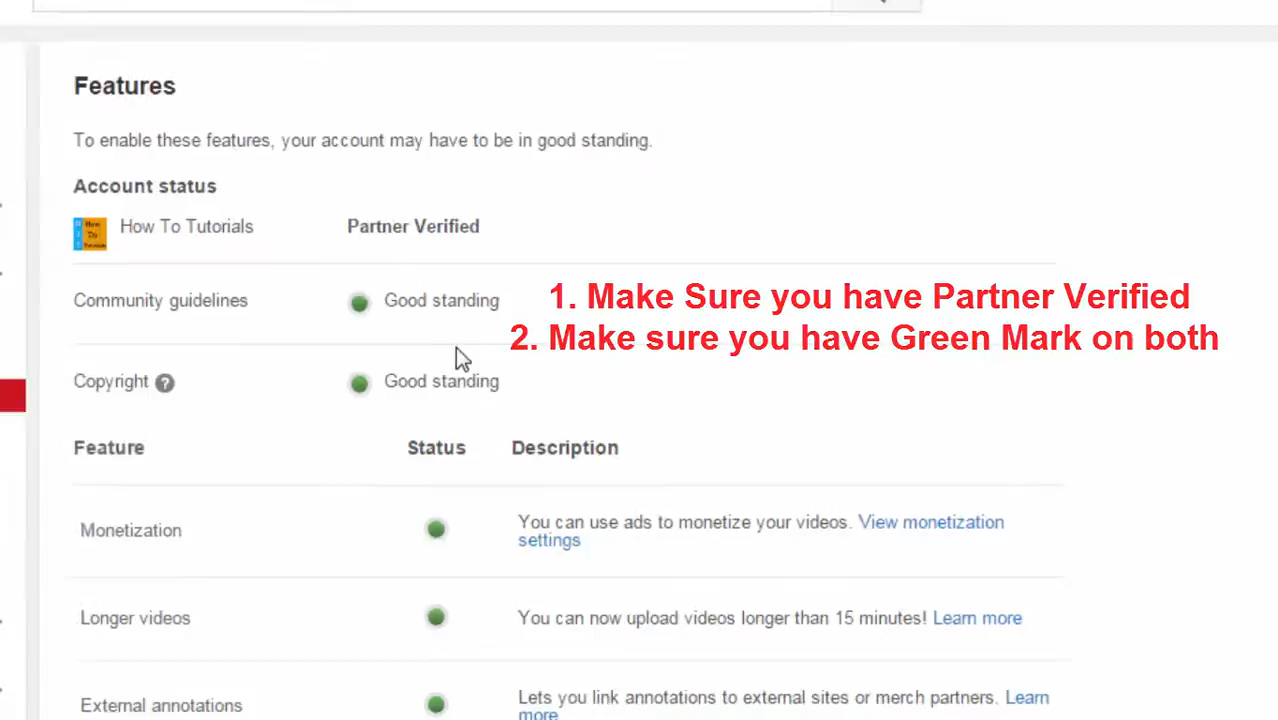 Features
To enable these features, your account may have to be in good standing.
Account status
How To Tutorials Partner Verified
Community guidelines Good standing
1. Make Sure you have Partner Verified
2. Make sure you have Green Mark on both
Copyright ? Good standing
Feature Status Description
Monetization You can use ads to monetize your videos. View monetization
settings
Longer videos You can now upload videos longer than 15 minutes! Learn more
External annotations Lets you link annotations to external sites or merch partners. Learn
more